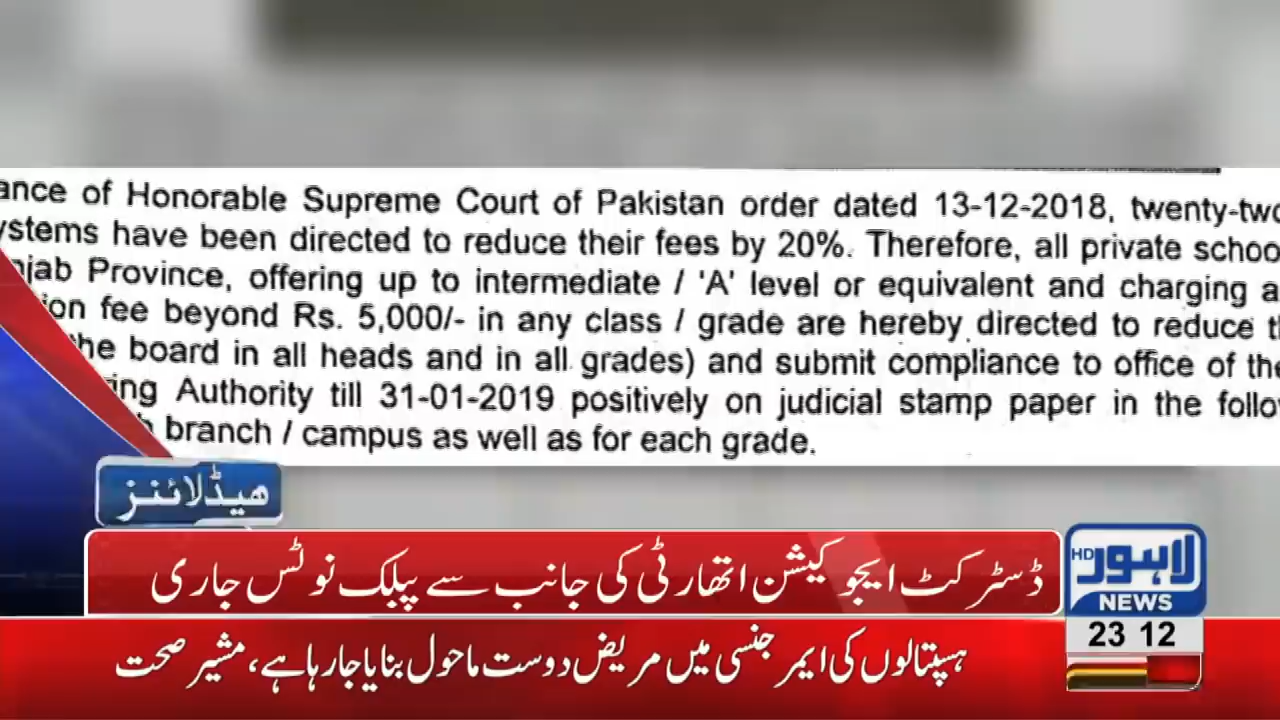 ance of Honorable Supreme Court of Pakistan order dated 13-12-2018, twenty-two
ystems have been directed to reduce their fees by 20%. Therefore, all private schoo
njab Province, offering up to intermediate / 'A' level or equivalent and charging a
ion fee beyond Rs. 5,000/- in any class / grade are hereby directed to reduce th
the board in all heads and in all grades) and submit compliance to office of the
ring Authority till 31-01-2019 positively on judicial stamp paper in the follow
branch / campus as well as for each grade.
ہیڈلائنز
ڈسٹرکٹ ایجوکیشن اتھارٹی کی جانب سے پبلک نوٹس جاری
HD لاہور
NEWS
23 12
ہسپتالوں کی ایمرجنسی میں مریض دوست ماحول بنایا جارہا ہے، مشیر صحت